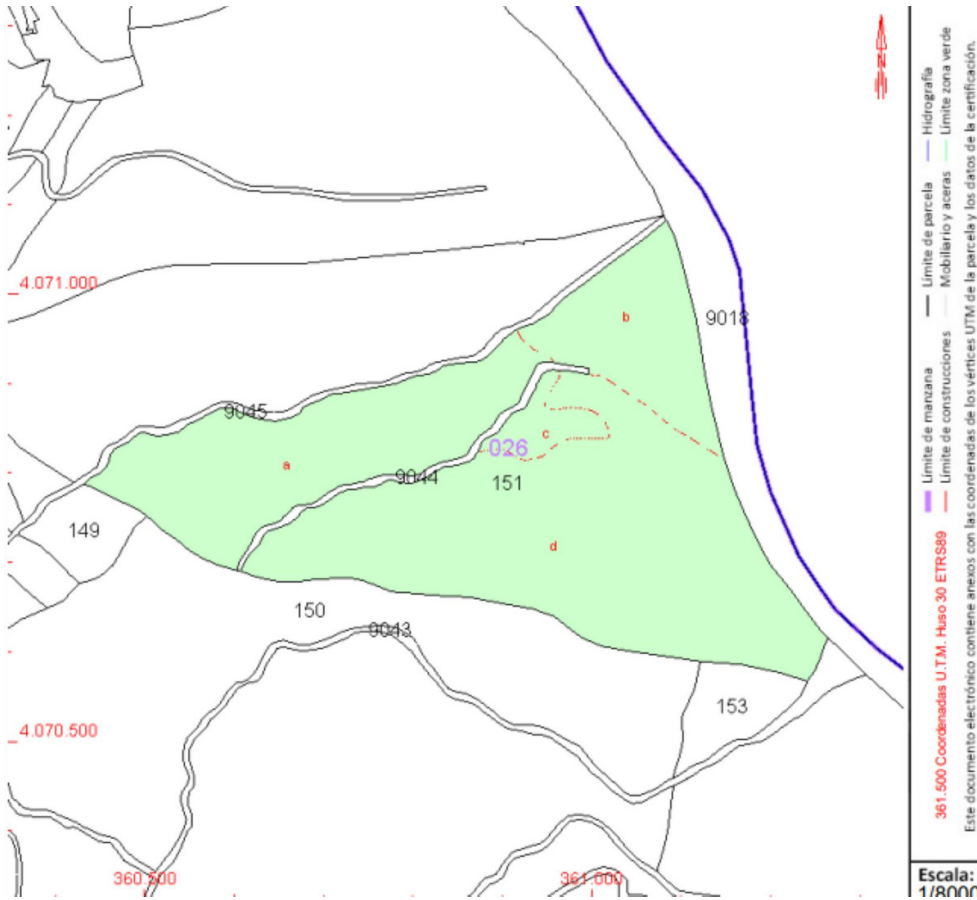 N
4.071.000
b
9018
9045
c
026
a
9044
151
149
d
150
9043
153
4.070.500
360.500
361.000
Límite de manzana
Límite de parcela
Hidrografía
Límite de construcciones
Mobiliario y aceras
Límite zona verde
361.500 Coordenadas U.T.M. Huso 30 ETRS89
Este documento electrónico contiene anexos con las coordenadas de los vértices UTM de la parcela y los datos de la certificación.
Escala:
1/8000